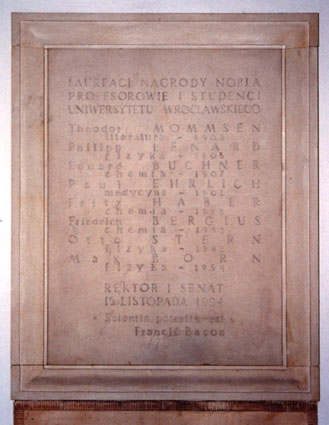 LAUREACI NAGRODY NOBLA
PROFESOROWIE I STUDENCI
UNIWERSYTETU WROCŁAWSKIEGO
Theodor MOMMSEN
literatura - 1902
Philipp LENARD
fizyka - 1905
Eduard BUCHNER
chemia - 1907
Paul EHRLICH
medycyna - 1908
Fritz HABER
chemia -
Friedrich BERGIUS
chemia - 1931
Otto STERN
fizyka - 1943
Max BORN
fizyka - 1954
REKTOR I SENAT
15 LISTOPADA 1994
"Scientia potestas est"
Francis Bacon